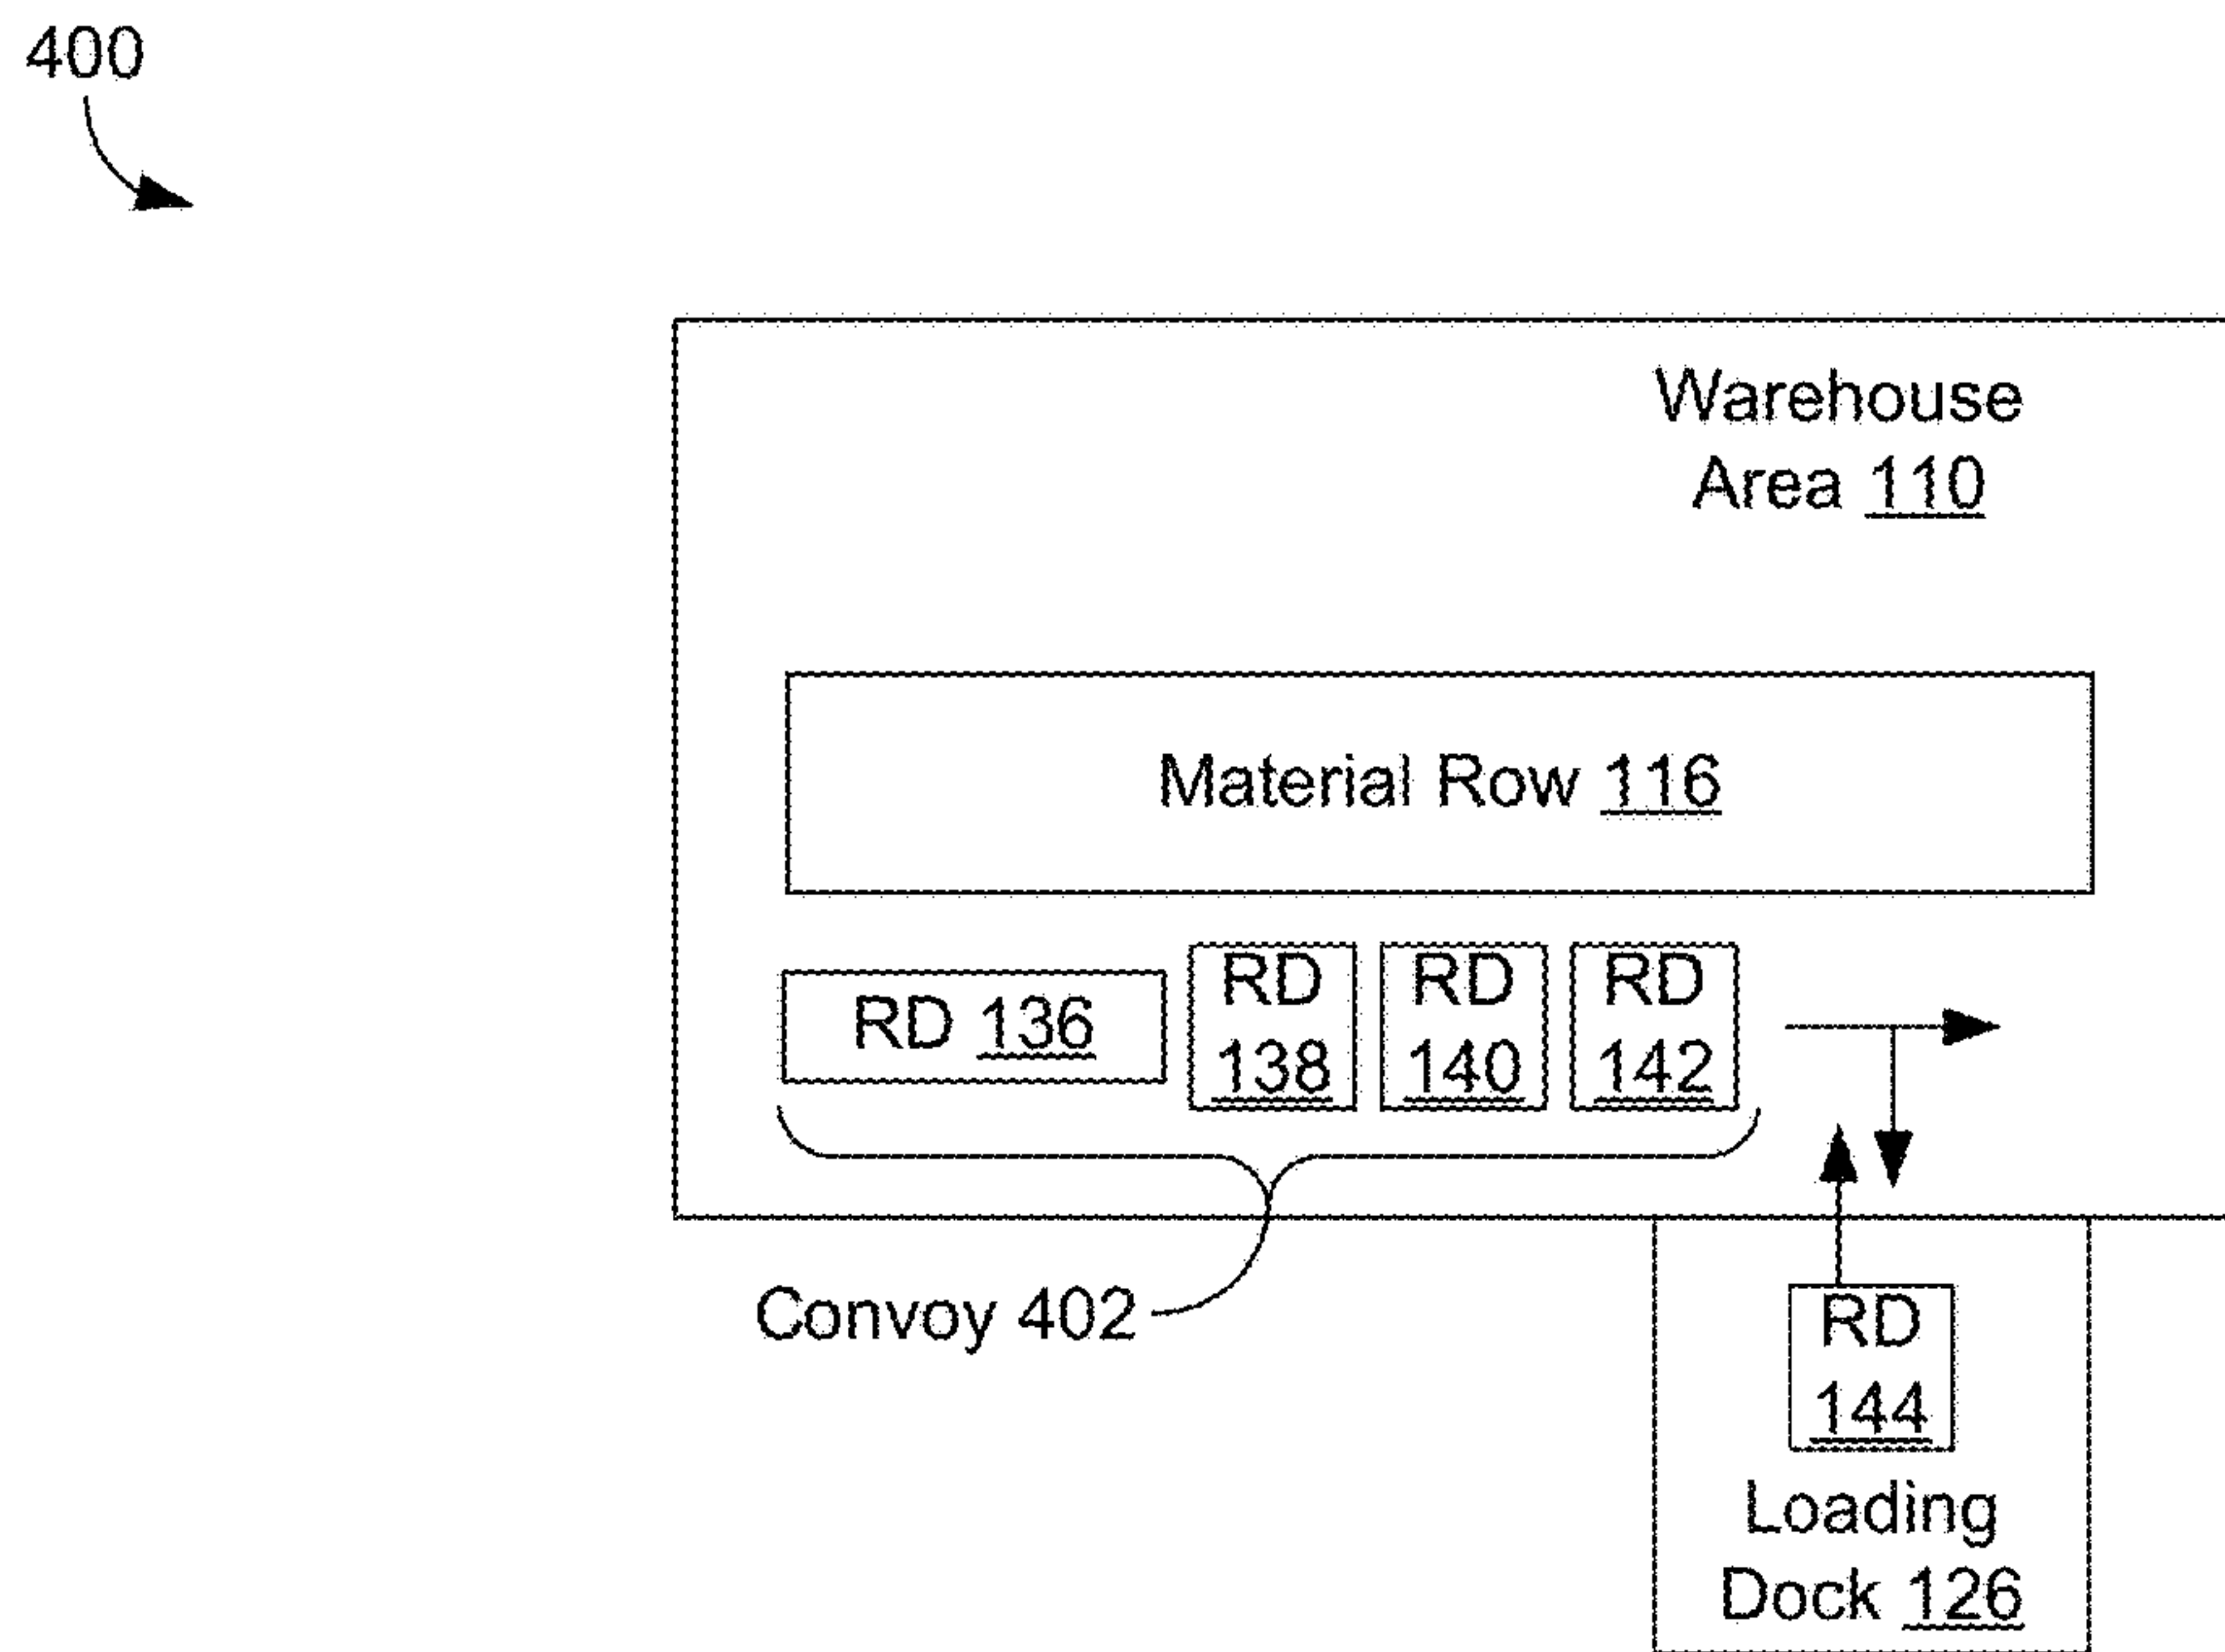 400
Warehouse
Area 110
Material Row 116
RD 136
RD
138
RD
140
RD
142
Convoy 402
RD
144
Loading
Dock 126